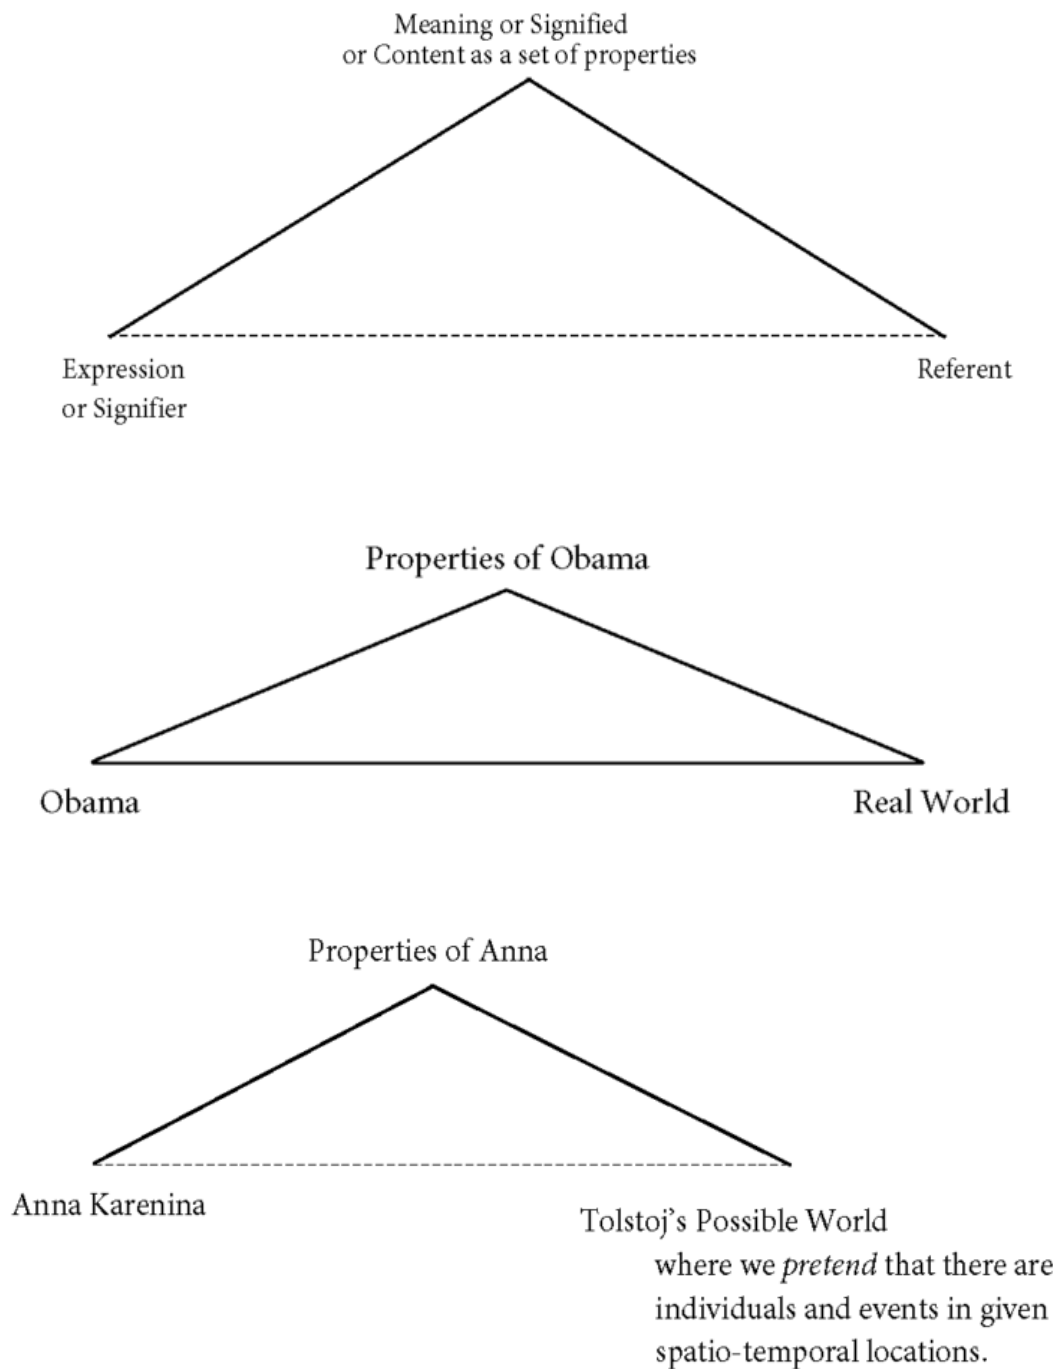 Meaning or Signified
or Content as a set of properties
Expression
or Signifier
Referent
Properties of Obama
Obama
Real World
Properties of Anna
Anna Karenina
Tolstoj's Possible World
where we pretend that there are
individuals and events in given
spatio-temporal locations.